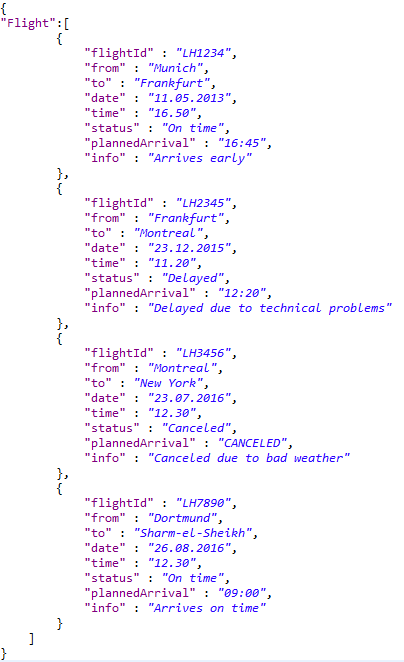 {
"Flight":[
        {
            "flightId" : "LH1234",
            "from" : "Munich",
            "to" : "Frankfurt",
            "date" : "11.05.2013",
            "time" : "16.50",
            "status" : "On time",
            "plannedArrival" : "16:45",
            "info" : "Arrives early"
        },
        {
            "flightId" : "LH2345",
            "from" : "Frankfurt",
            "to" : "Montreal",
            "date" : "23.12.2015",
            "time" : "11.20",
            "status" : "Delayed",
            "plannedArrival" : "12:20",
            "info" : "Delayed due to technical problems"
        },
        {
            "flightId" : "LH3456",
            "from" : "Montreal",
            "to" : "New York",
            "date" : "23.07.2016",
            "time" : "12.30",
            "status" : "Canceled",
            "plannedArrival" : "CANCELED",
            "info" : "Canceled due to bad weather"
        },
        {
            "flightId" : "LH7890",
            "from" : "Dortmund",
            "to" : "Sharm-el-Sheikh",
            "date" : "26.08.2016",
            "time" : "12.30",
            "status" : "On time",
            "plannedArrival" : "09:00",
            "info" : "Arrives on time"
        }
    ]
}